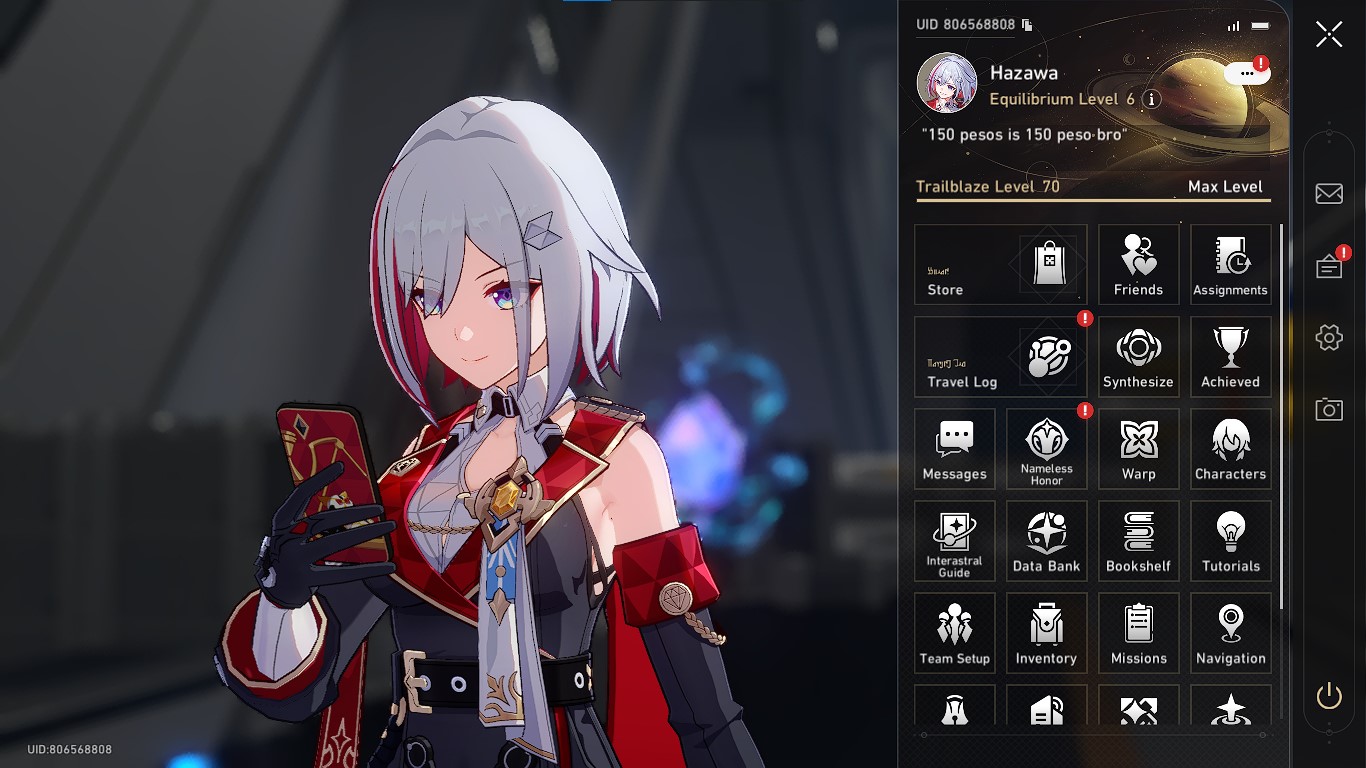 UID 806568808
Hazawa
Equilibrium Level 6
"150 pesos is 150 peso bro"
Trailblaze Level 70
Max Level
Store
Friends
Assignments
Travel Log
Synthesize
Achieved
Messages
Nameless
Honor
Warp
Characters
Interastral
Guide
Data Bank
Bookshelf
Tutorials
Team Setup
Inventory
Missions
Navigation
UID:806568808